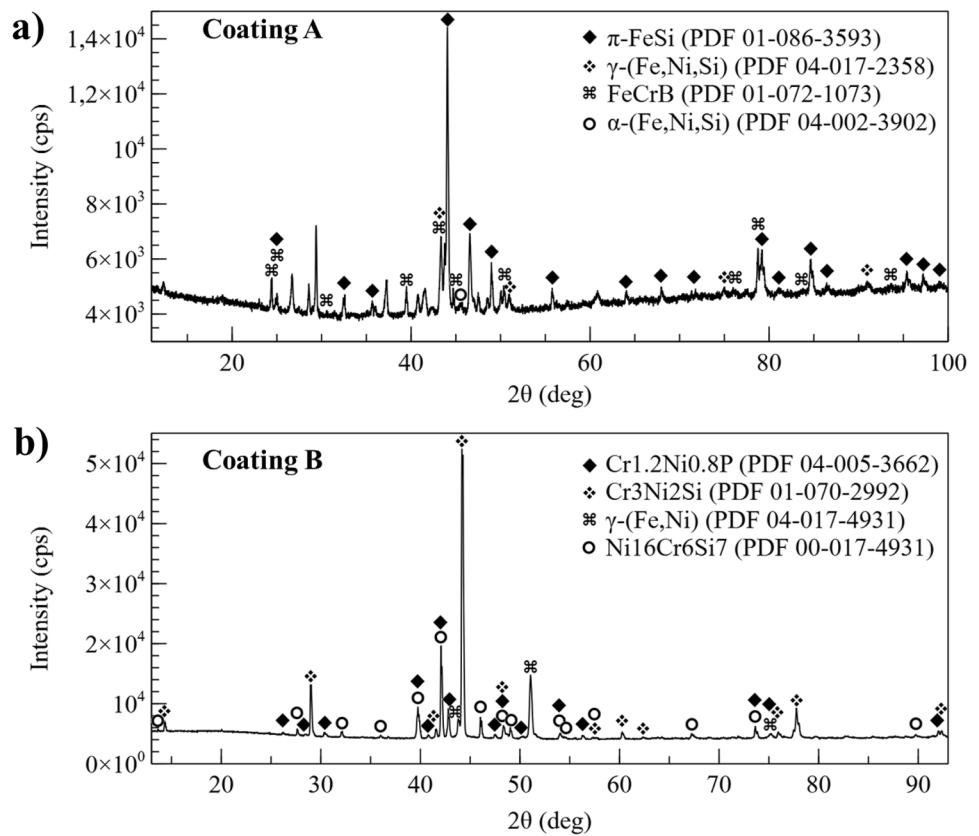 a)
Coating A
1,4×10⁴
1,2×10⁴
10⁴
8×10³
6×10³
4×10³
Intensity (cps)
◆ π-FeSi (PDF 01-086-3593)
❖ γ-(Fe,Ni,Si) (PDF 04-017-2358)
⌘ FeCrB (PDF 01-072-1073)
o α-(Fe,Ni,Si) (PDF 04-002-3902)
20 40 60 80 100
2θ (deg)
b)
Coating B
5×10⁴
4×10⁴
3×10⁴
2×10⁴
10⁴
0×10⁰
Intensity (cps)
◆ Cr1.2Ni0.8P (PDF 04-005-3662)
❖ Cr3Ni2Si (PDF 01-070-2992)
⌘ γ-(Fe,Ni) (PDF 04-017-4931)
o Ni16Cr6Si7 (PDF 00-017-4931)
20 30 40 50 60 70 80 90
2θ (deg)